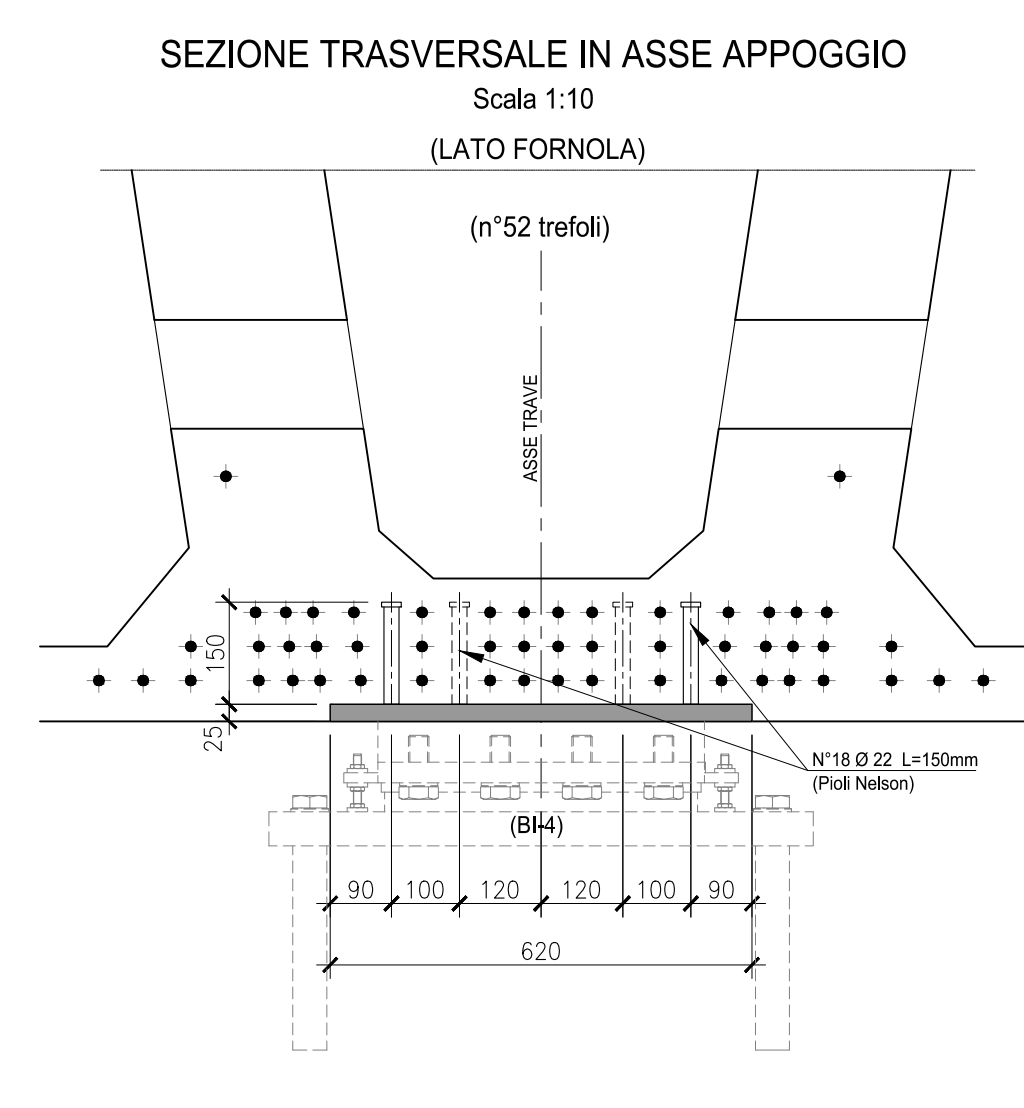 SEZIONE TRASVERSALE IN ASSE APPOGGIO
Scala 1:10
(LATO FORNOLA)
(n°52 trefoli)
ASSE TRAVE
150
25
N°18 Ø 22 L=150mm
(Pioli Nelson)
(BI-4)
90 100 120 120 100 90
620